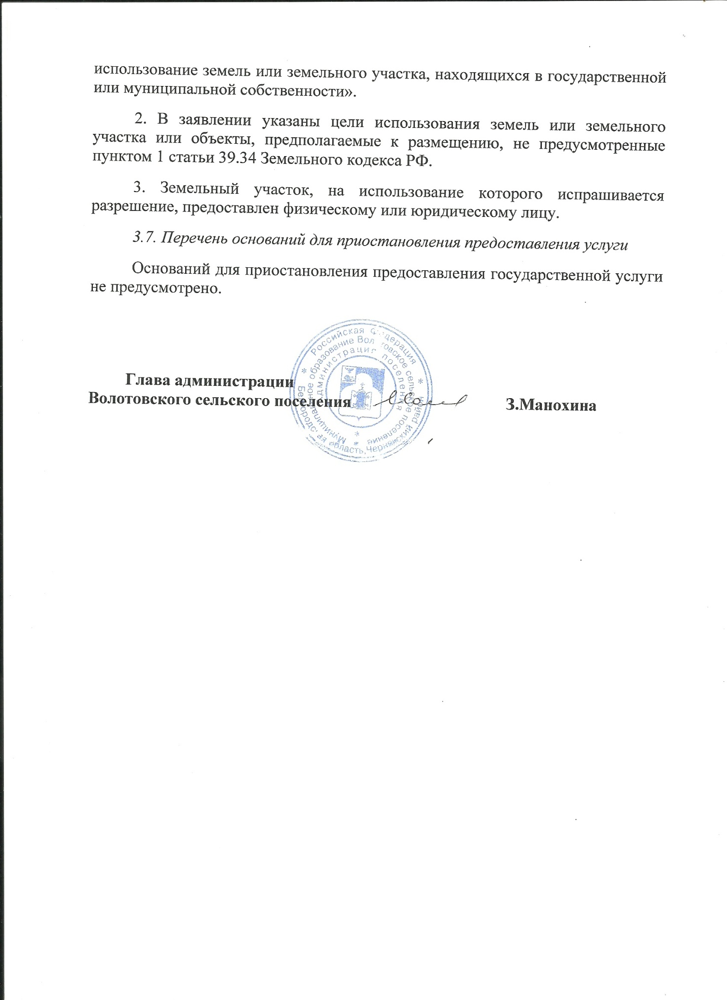 использование земель или земельного участка, находящихся в государственной
или муниципальной собственности».
2. В заявлении указаны цели использования земель или земельного
участка или объекты, предполагаемые к размещению, не предусмотренные
пунктом 1 статьи 39.34 Земельного кодекса РФ.
3. Земельный участок, на использование которого испрашивается
разрешение, предоставлен физическому или юридическому лицу.
3.7. Перечень оснований для приостановления предоставления услуги
Оснований для приостановления предоставления государственной услуги
не предусмотрено.
Российская Федерация
Белгородская область, Чернянский район
Муниципальное образование Волотовское сельское поселение
Администрация поселения
Глава администрации
Волотовского сельского поселения З.Манохина